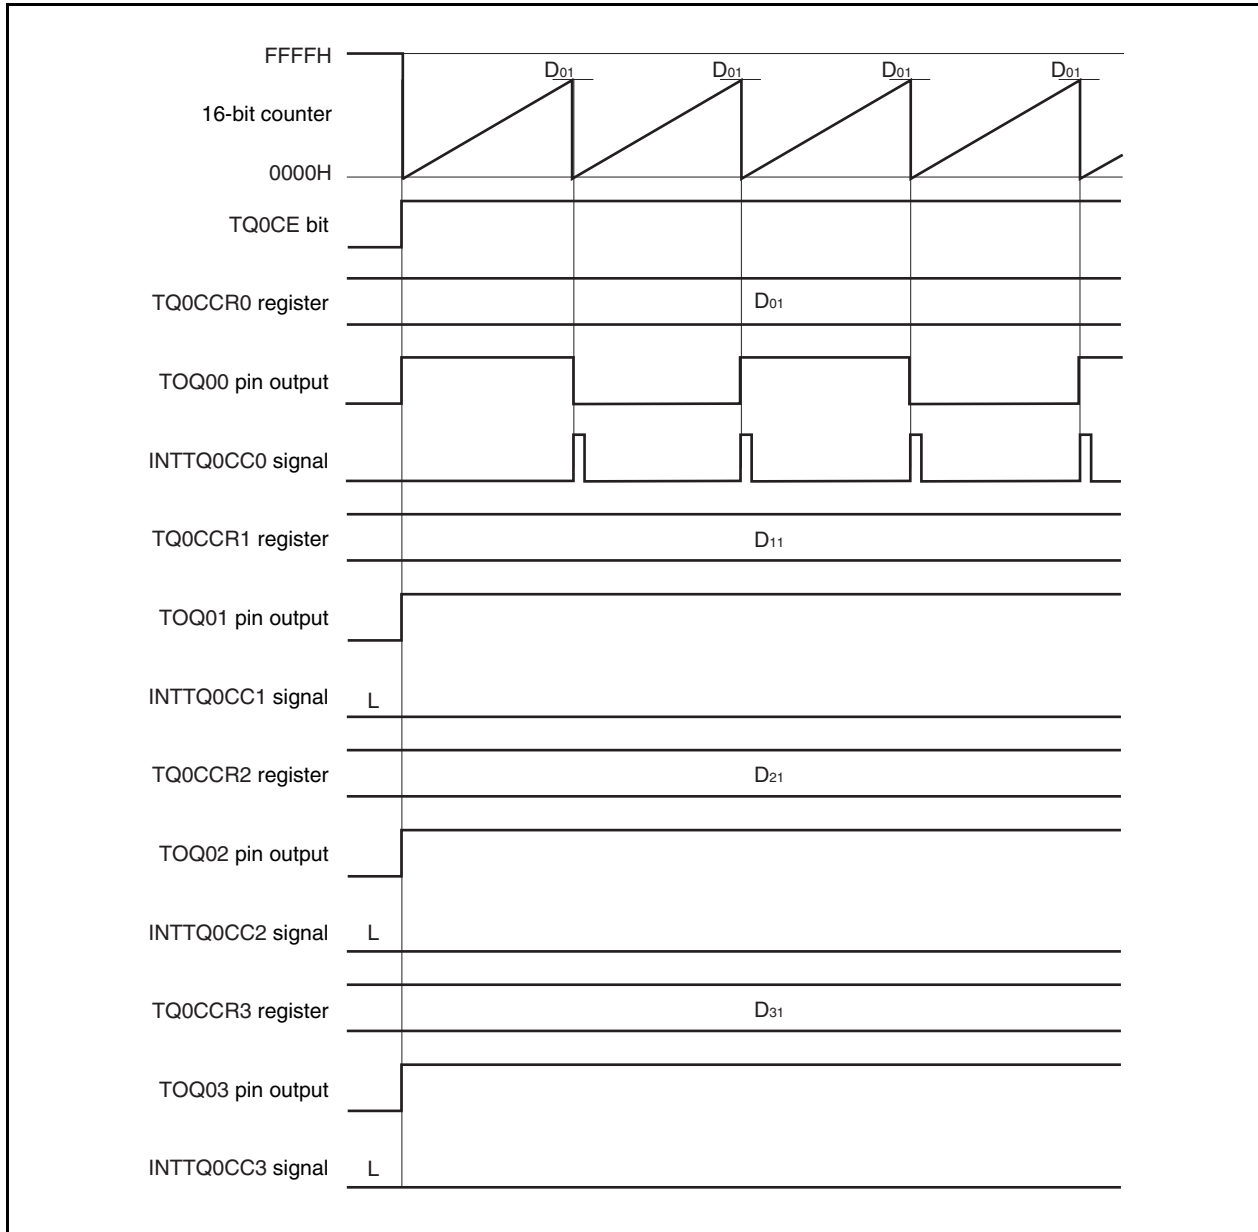 FFFFH
D01 D01 D01 D01
16-bit counter
0000H
TQ0CE bit
TQ0CCR0 register D01
TOQ00 pin output
INTTQ0CC0 signal
TQ0CCR1 register D11
TOQ01 pin output
INTTQ0CC1 signal L
TQ0CCR2 register D21
TOQ02 pin output
INTTQ0CC2 signal L
TQ0CCR3 register D31
TOQ03 pin output
INTTQ0CC3 signal L